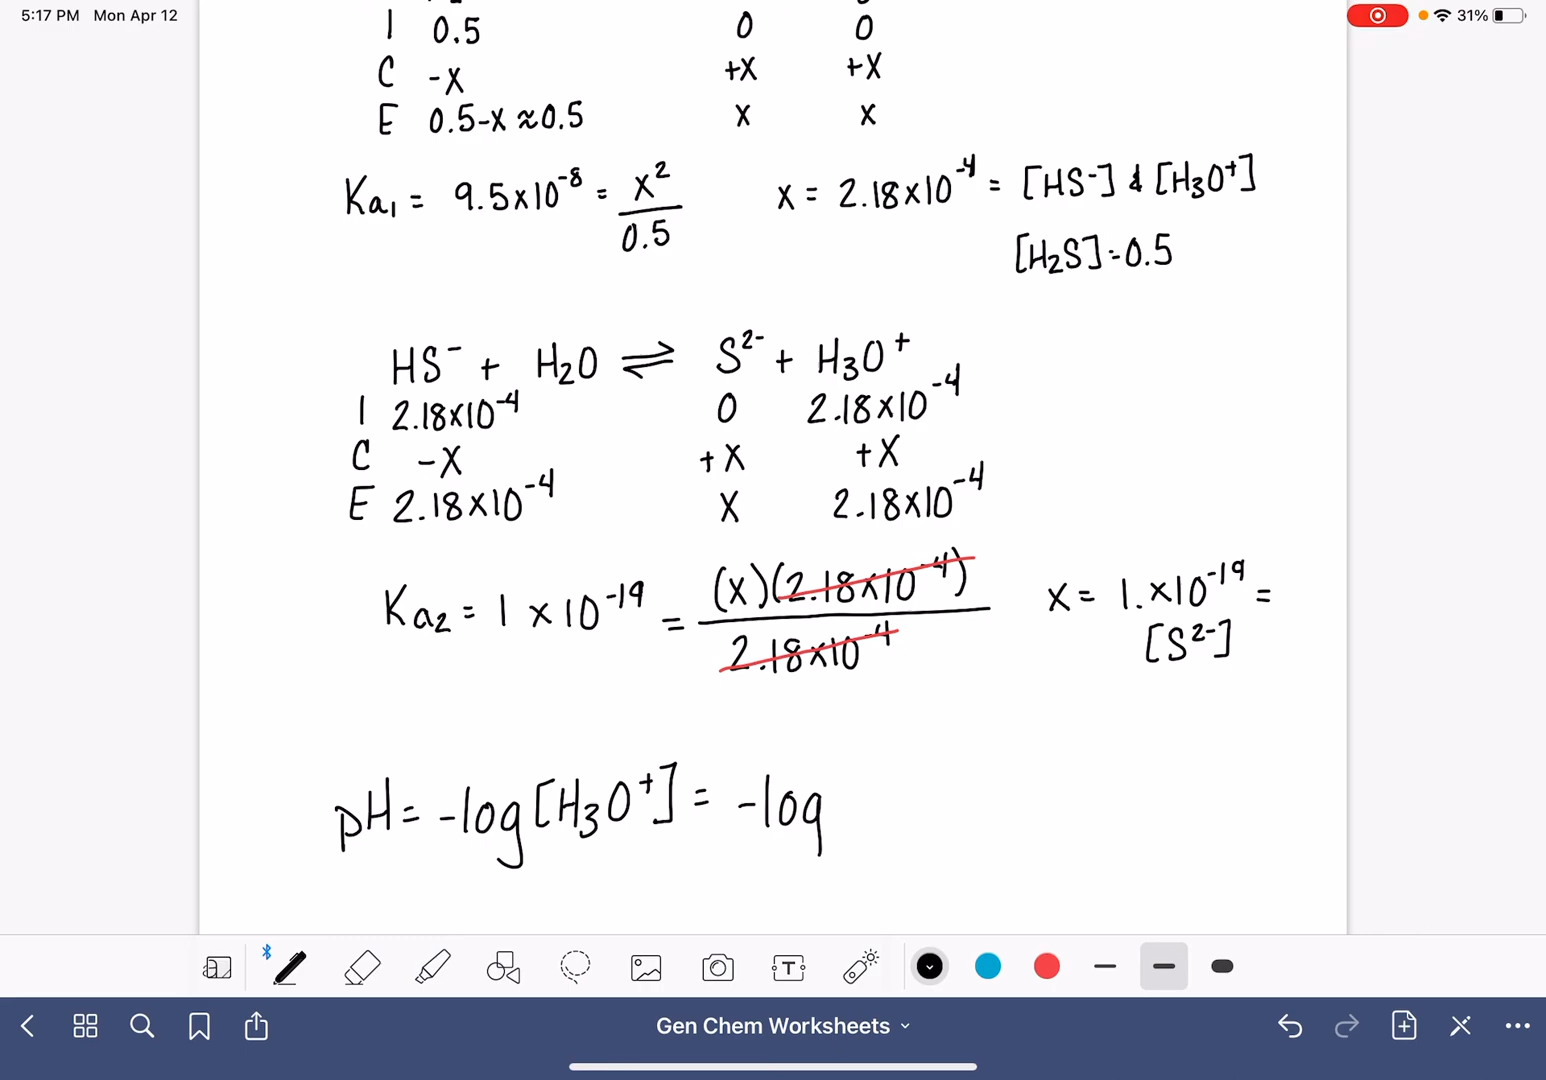 5:17 PM Mon Apr 12 31%
I 0.5 0 0
C -X +X +X
E 0.5-X ≈0.5 X X
Ka₁ = 9.5x10⁻⁸ = X²/0.5 X = 2.18x10⁻⁴ = [HS⁻] & [H₃O⁺]
[H₂S]=0.5
HS⁻ + H₂O ⇌ S²⁻ + H₃O⁺
I 2.18x10⁻⁴ 0 2.18x10⁻⁴
C -X +X +X
E 2.18x10⁻⁴ X 2.18x10⁻⁴
Ka₂ = 1 x 10⁻¹⁹ = (X)(2.18x10⁻⁴)/2.18x10⁻⁴ X = 1.x10⁻¹⁹ =
[S²⁻]
pH = -log[H₃O⁺] = -log
T
Gen Chem Worksheets